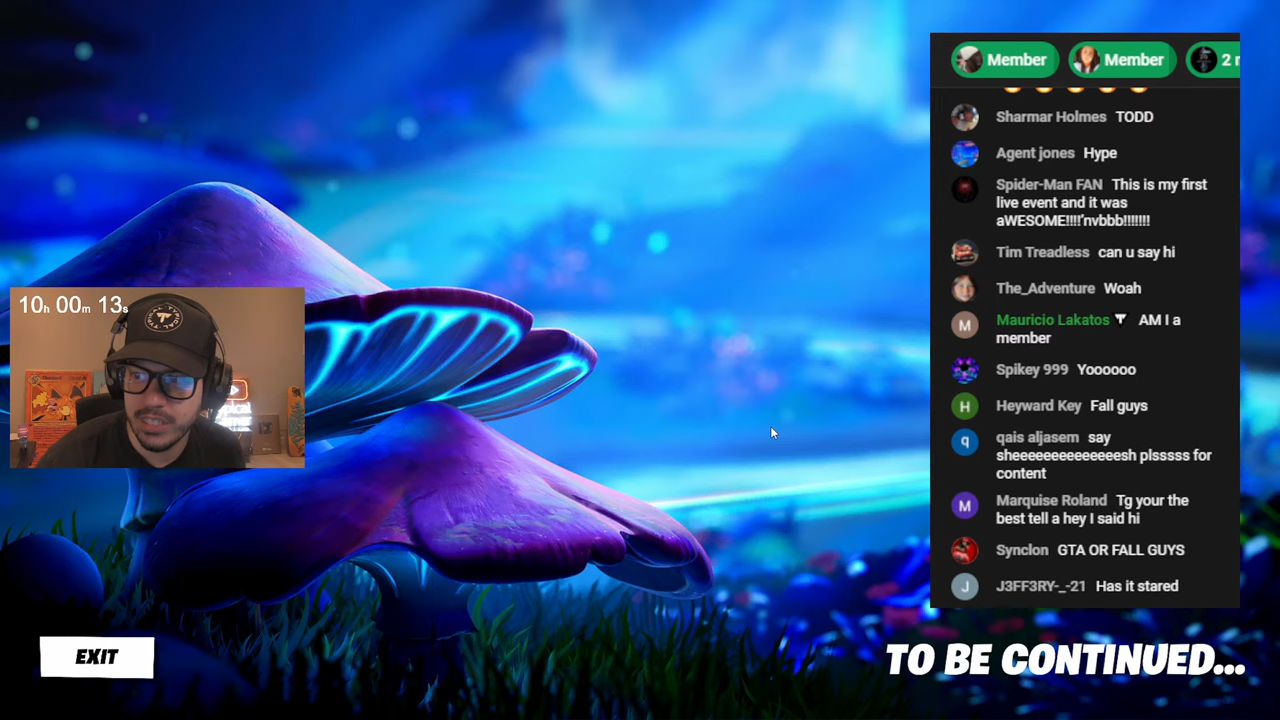 Member
Member
2
Sharmar Holmes TODD
Agent jones Hype
Spider-Man FAN This is my first
live event and it was
aWESOME!!!!'nvbbb!!!!!!!
Tim Treadless can u say hi
The_Adventure Woah
M
Mauricio Lakatos AM I a
member
Spikey 999 Yoooooo
H
Heyward Key Fall guys
q
qais aljasem say
sheeeeeeeeeeeeeesh plsssss for
content
M
Marquise Roland Tg your the
best tell a hey I said hi
Synclon GTA OR FALL GUYS
J
J3FF3RY-_-21 Has it stared
10h 00m 13s
TYPICAL
EXIT
TO BE CONTINUED...